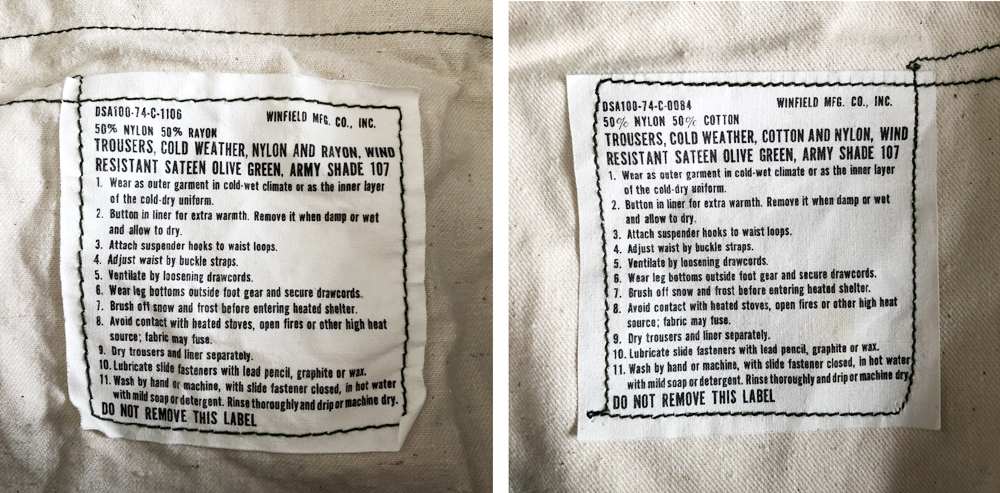 DSA100-74-C-1106 WINFIELD MFG. CO., INC.
50% NYLON 50% RAYON
TROUSERS, COLD WEATHER, NYLON AND RAYON, WIND
RESISTANT SATEEN OLIVE GREEN, ARMY SHADE 107
1. Wear as outer garment in cold-wet climate or as the inner layer
of the cold-dry uniform.
2. Button in liner for extra warmth. Remove it when damp or wet
and allow to dry.
3. Attach suspender hooks to waist loops.
4. Adjust waist by buckle straps.
5. Ventilate by loosening drawcords.
6. Wear leg bottoms outside foot gear and secure drawcords.
7. Brush off snow and frost before entering heated shelter.
8. Avoid contact with heated stoves, open fires or other high heat
source; fabric may fuse.
9. Dry trousers and liner separately.
10. Lubricate slide fasteners with lead pencil, graphite or wax.
11. Wash by hand or machine, with slide fastener closed, in hot water
with mild soap or detergent. Rinse thoroughly and drip or machine dry.
DO NOT REMOVE THIS LABEL
DSA100-74-C-0084 WINFIELD MFG. CO., INC.
50% NYLON 50% COTTON
TROUSERS, COLD WEATHER, COTTON AND NYLON, WIND
RESISTANT SATEEN OLIVE GREEN, ARMY SHADE 107
1. Wear as outer garment in cold-wet climate or as the inner layer
of the cold-dry uniform.
2. Button in liner for extra warmth. Remove it when damp or wet
and allow to dry.
3. Attach suspender hooks to waist loops.
4. Adjust waist by buckle straps.
5. Ventilate by loosening drawcords.
6. Wear leg bottoms outside foot gear and secure drawcords.
7. Brush off snow and frost before entering heated shelter.
8. Avoid contact with heated stoves, open fires or other high heat
source; fabric may fuse.
9. Dry trousers and liner separately.
10. Lubricate slide fasteners with lead pencil, graphite or wax.
11. Wash by hand or machine, with slide fastener closed, in hot water
with mild soap or detergent. Rinse thoroughly and drip or machine dry.
DO NOT REMOVE THIS LABEL